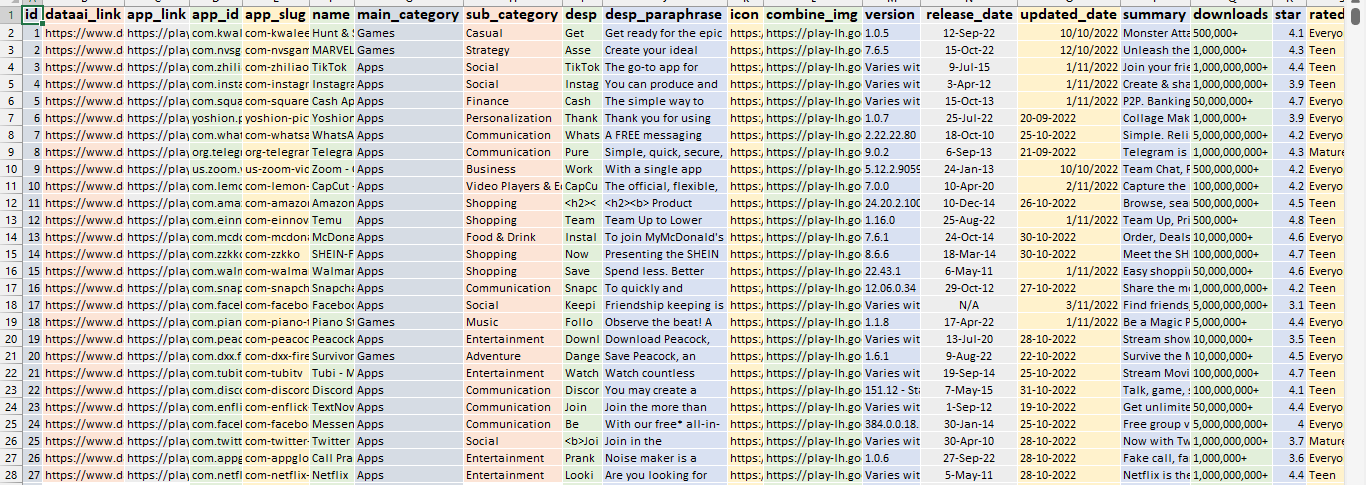 1 id dataai_link app_link app_id app_slug name main_category sub_category desp desp_paraphrase icon combine_img version release_date updated_date summary downloads star rated
2 1 https://www.d https://play com.kwal com-kwalee Hunt & Games Casual Get Get ready for the epic https:, https://play-lh.go 1.0.5 12-Sep-22 10/10/2022 Monster Atta 500,000+ 4.1 Everyo
3 2 https://www.d https://play com.nvsg com-nvsgam MARVEL Games Strategy Asse Create your ideal https:, https://play-lh.go 7.6.5 15-Oct-22 12/10/2022 Unleash the 1,000,000+ 4.3 Teen
4 3 https://www.d https://play com.zhili com-zhiliao TikTok Apps Social TikTok The go-to app for https:, https://play-lh.go Varies wit 9-Jul-15 1/11/2022 Join your frie 1,000,000,000+ 4.4 Teen
5 4 https://www.d https://play com.insta com-instagr Instagra Apps Social Instag You can produce and https:, https://play-lh.go Varies wit 3-Apr-12 1/11/2022 Create & sha 1,000,000,000+ 3.9 Teen
6 5 https://www.d https://play com.squa com-square Cash Ap Apps Finance Cash The simple way to https:, https://play-lh.go Varies wit 15-Oct-13 1/11/2022 P2P. Banking 50,000,000+ 4.7 Everyo
7 6 https://www.d https://play yoshion.p yoshion-pic Yoshion Apps Personalization Thank Thank you for using https:, https://play-lh.go 1.0.7 25-Jul-22 20-09-2022 Collage Mak 1,000,000+ 3.9 Everyo
8 7 https://www.d https://play com.what com-whatsa WhatsA Apps Communication Whats A FREE messaging https:, https://play-lh.go 2.22.22.80 18-Oct-10 25-10-2022 Simple. Reli 5,000,000,000+ 4.2 Everyo
9 8 https://www.d https://play org.telegr org-telegran Telegra Apps Communication Pure Simple, quick, secure, https:, https://play-lh.go 9.0.2 6-Sep-13 21-09-2022 Telegram is 1,000,000,000+ 4.3 Mature
10 9 https://www.d https://play us.zoom.v us-zoom-vic Zoom - Apps Business Work With a single app https:, https://play-lh.go 5.12.2.9059 24-Jan-13 10/10/2022 Team Chat, P 500,000,000+ 4.2 Everyo
11 10 https://www.d https://play com.lemo com-lemon- CapCut Apps Video Players & Ec CapCu The official, flexible, https:, https://play-lh.go 7.0.0 10-Apr-20 2/11/2022 Capture the 100,000,000+ 4.2 Everyo
12 11 https://www.d https://play com.ama com-amazo Amazon Apps Shopping <h2>< <h2><b> Product https:, https://play-lh.go 24.20.2.100 10-Dec-14 26-10-2022 Browse, sea 500,000,000+ 4.5 Everyo
13 12 https://www.d https://play com.einn com-einnov Temu Apps Shopping Team Team Up to Lower https:, https://play-lh.go 1.16.0 25-Aug-22 1/11/2022 Team Up, Pri 500,000+ 4.8 Teen
14 13 https://www.d https://play com.mcdo com-mcdona McDona Apps Food & Drink Instal To join MyMcDonald's https:, https://play-lh.go 7.6.1 24-Oct-14 30-10-2022 Order, Deals 10,000,000+ 4.6 Everyo
15 14 https://www.d https://play com.zzkko com-zzkko SHEIN-F Apps Shopping Now Presenting the SHEIN https:, https://play-lh.go 8.6.6 18-Mar-14 30-10-2022 Meet the SH 100,000,000+ 4.7 Everyo
16 15 https://www.d https://play com.waln com-walma Walmar Apps Shopping Save Spend less. Better https:, https://play-lh.go 22.43.1 6-May-11 1/11/2022 Easy shoppi 50,000,000+ 4.6 Everyo
17 16 https://www.d https://play com.snap com-snapch Snapcha Apps Communication Snapc To quickly and https:, https://play-lh.go 12.06.0.34 29-Oct-12 27-10-2022 Share the mo 1,000,000,000+ 4.2 Teen
18 17 https://www.d https://play com.facel com-facebo Faceboo Apps Social Keepi Friendship keeping is https:, https://play-lh.go Varies wit N/A 3/11/2022 Find friends 5,000,000,000+ 3.1 Teen
19 18 https://www.d https://play com.pian com-piano-t Piano St Games Music Follo Observe the beat! A https:, https://play-lh.go 1.1.8 17-Apr-22 1/11/2022 Be a Magic P 5,000,000+ 4.4 Everyo
20 19 https://www.d https://play com.peac com-peacoc Peacock Apps Entertainment Downl Download Peacock, https:, https://play-lh.go Varies wit 13-Jul-20 28-10-2022 Stream show 10,000,000+ 3.5 Teen
21 20 https://www.d https://play com.dxx.f com-dxx-fire Survivor Games Adventure Dange Save Peacock, an https:, https://play-lh.go 1.6.1 9-Aug-22 22-10-2022 Survive the M 10,000,000+ 4.5 Teen
22 21 https://www.d https://play com.tubit com-tubitv Tubi - M Apps Entertainment Watch Watch countless https:, https://play-lh.go Varies wit 19-Sep-14 25-10-2022 Stream Movi 100,000,000+ 4.7 Teen
23 22 https://www.d https://play com.disco com-discord Discord Apps Communication Discor You may create a https:, https://play-lh.go 151.12 - Sta 7-May-15 31-10-2022 Talk, game, s 100,000,000+ 4.1 Teen
24 23 https://www.d https://play com.enfli com-enflick TextNov Apps Communication Join Join the more than https:, https://play-lh.go Varies wit 1-Sep-12 19-10-2022 Get unlimite 50,000,000+ 4.4 Everyo
25 24 https://www.d https://play com.facel com-facebo Messen Apps Communication Be With our free* all-in- https:, https://play-lh.go 384.0.0.18. 30-Jan-14 25-10-2022 Free group v 5,000,000,000+ 4 Everyo
26 25 https://www.d https://play com.twitt com-twitter- Twitter Apps Social <b>Joi Join in the https:, https://play-lh.go Varies wit 30-Apr-10 28-10-2022 Now with Tw 1,000,000,000+ 3.7 Mature
27 26 https://www.d https://play com.appg com-appglo Call Pra Apps Entertainment Prank Noise maker is a https:, https://play-lh.go 1.0.6 27-Sep-22 28-10-2022 Fake call, fa 1,000,000+ 3.6 Everyo
28 27 https://www.d https://play com.netfl com-netflix- Netflix Apps Entertainment Looki Are you looking for https:, https://play-lh.go Varies wit 5-May-11 28-10-2022 Netflix is the 1,000,000,000+ 4.4 Teen